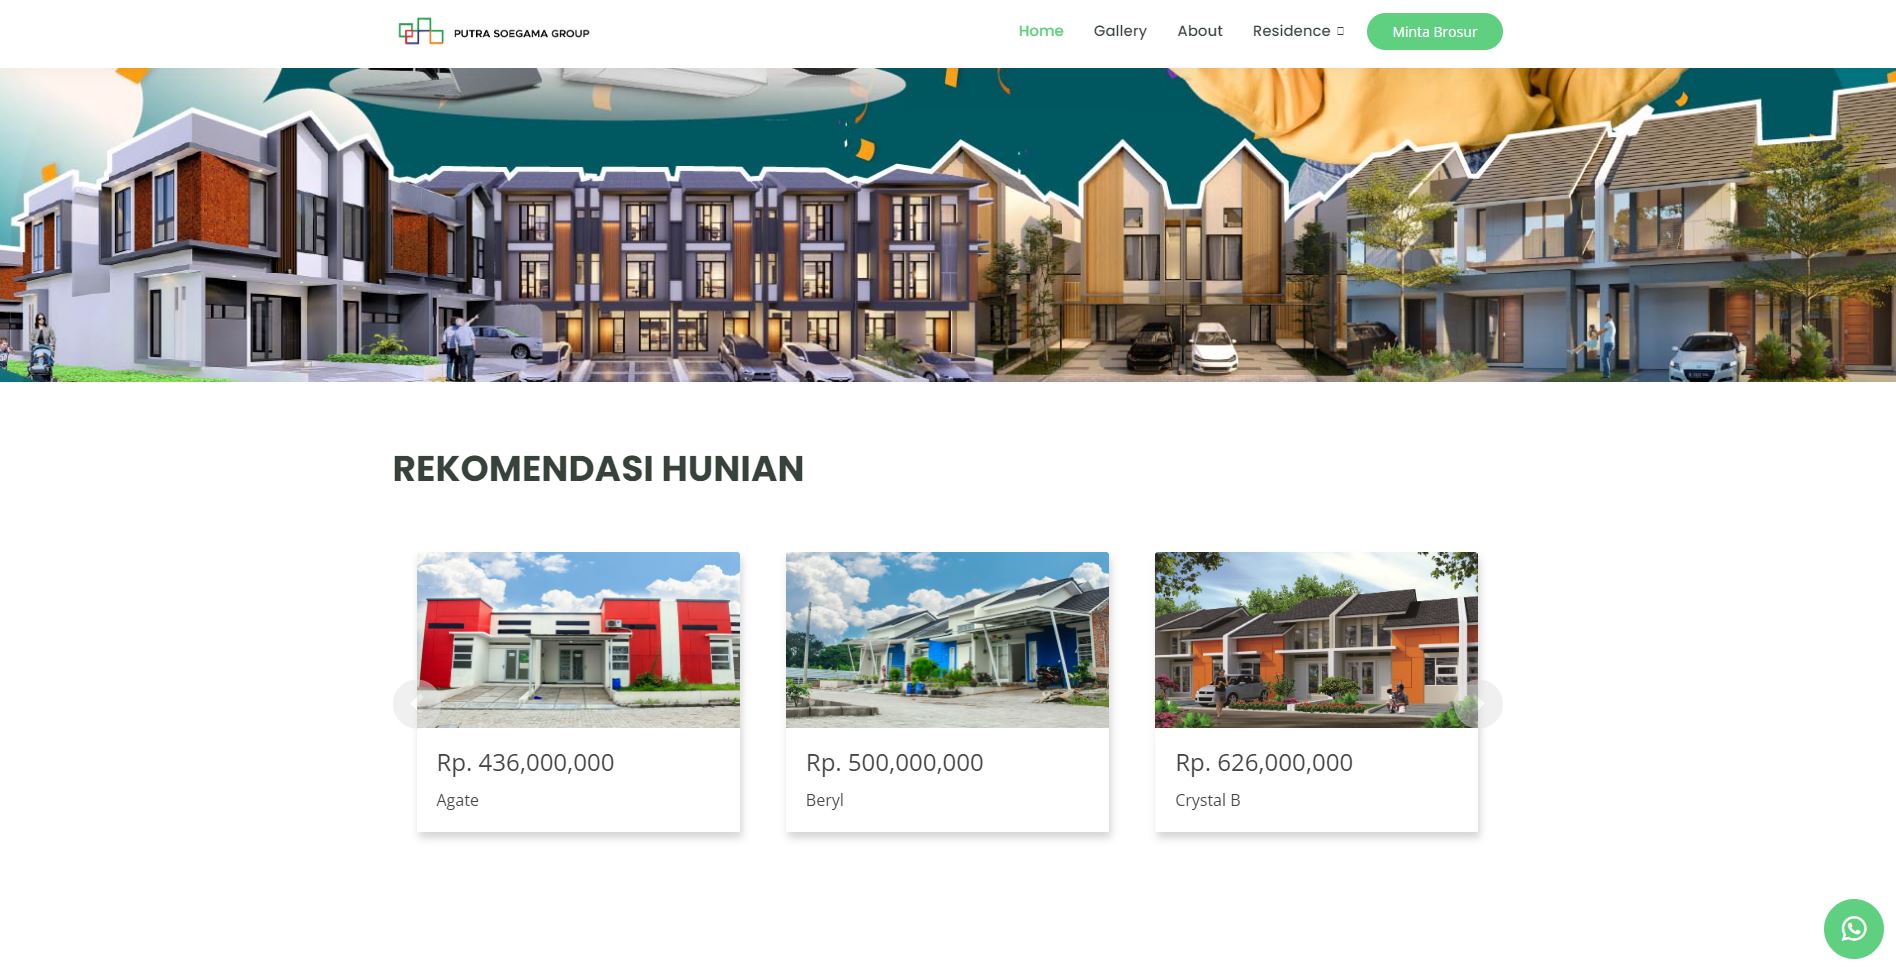 PUTRA SOEGAMA GROUP
Home
Gallery
About
Residence
Minta Brosur
REKOMENDASI HUNIAN
Rp. 436,000,000
Agate
Rp. 500,000,000
Beryl
Rp. 626,000,000
Crystal B